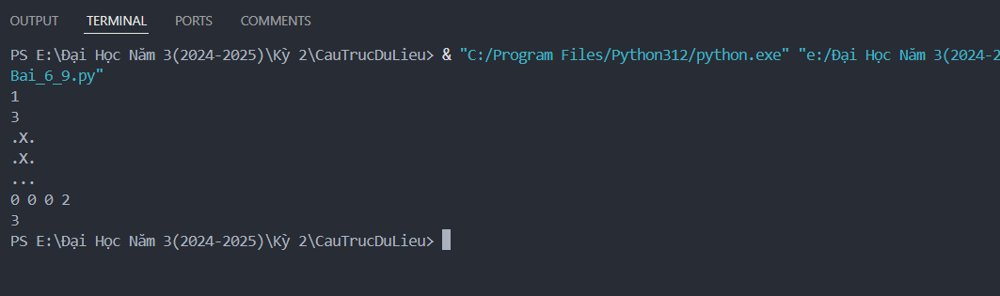 OUTPUT TERMINAL PORTS COMMENTS
PS E:\Đại Học Năm 3(2024-2025)\Kỳ 2\CauTrucDuLieu> & "C:/Program Files/Python312/python.exe" "e:/Đại Học Năm 3(2024-2
Bai_6_9.py"
1
3
.X.
.X.
...
0 0 0 2
3
PS E:\Đại Học Năm 3(2024-2025)\Kỳ 2\CauTrucDuLieu>